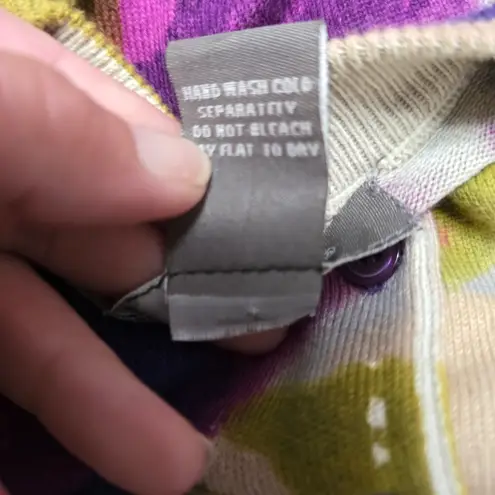 HAND WASH COLD
SEPARATELY
DO NOT BLEACH
FLAT TO DRY